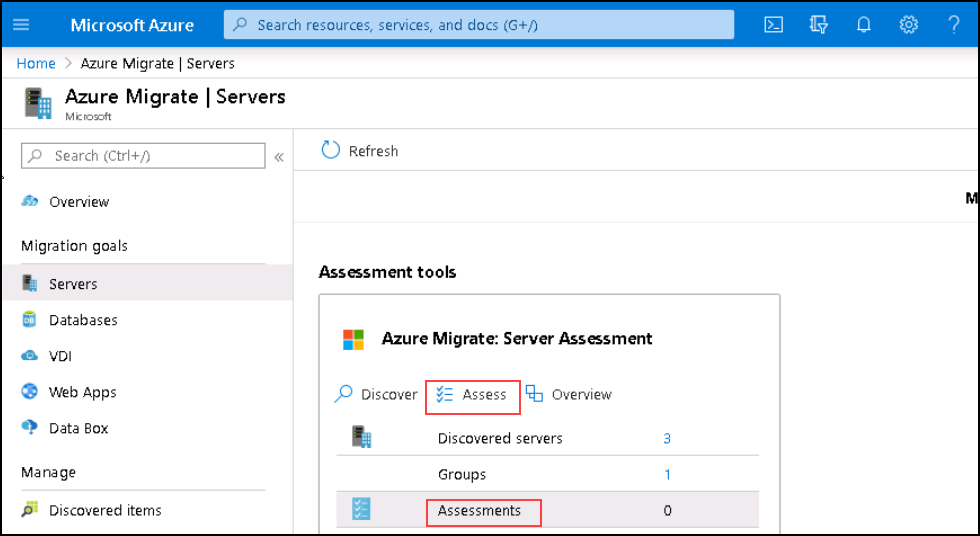 Microsoft Azure
Search resources, services, and docs (G+/)
Home > Azure Migrate | Servers
Azure Migrate | Servers
Microsoft
Search (Ctrl+/)
«
Refresh
Overview
M
Migration goals
Servers
Databases
VDI
Web Apps
Data Box
Manage
Discovered items
Assessment tools
Azure Migrate: Server Assessment
Discover Assess Overview
Discovered servers 3
Groups 1
Assessments 0